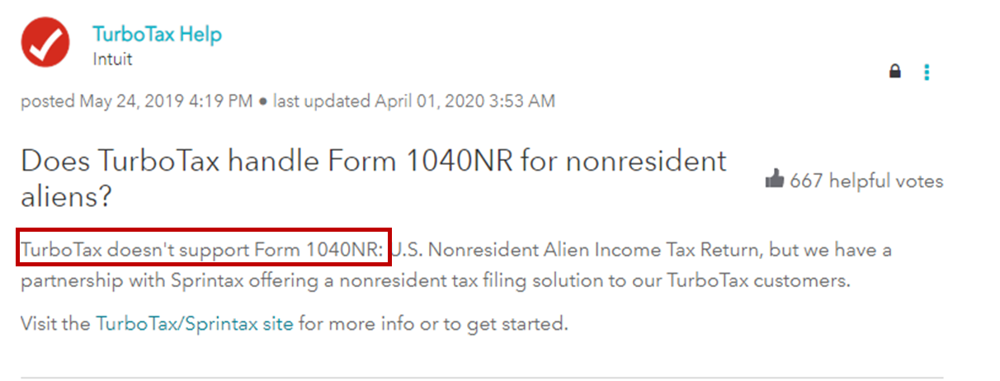 TurboTax Help
Intuit
posted May 24, 2019 4:19 PM ● last updated April 01, 2020 3:53 AM
Does TurboTax handle Form 1040NR for nonresident
aliens?
667 helpful votes
TurboTax doesn't support Form 1040NR: U.S. Nonresident Alien Income Tax Return, but we have a
partnership with Sprintax offering a nonresident tax filing solution to our TurboTax customers.
Visit the TurboTax/Sprintax site for more info or to get started.